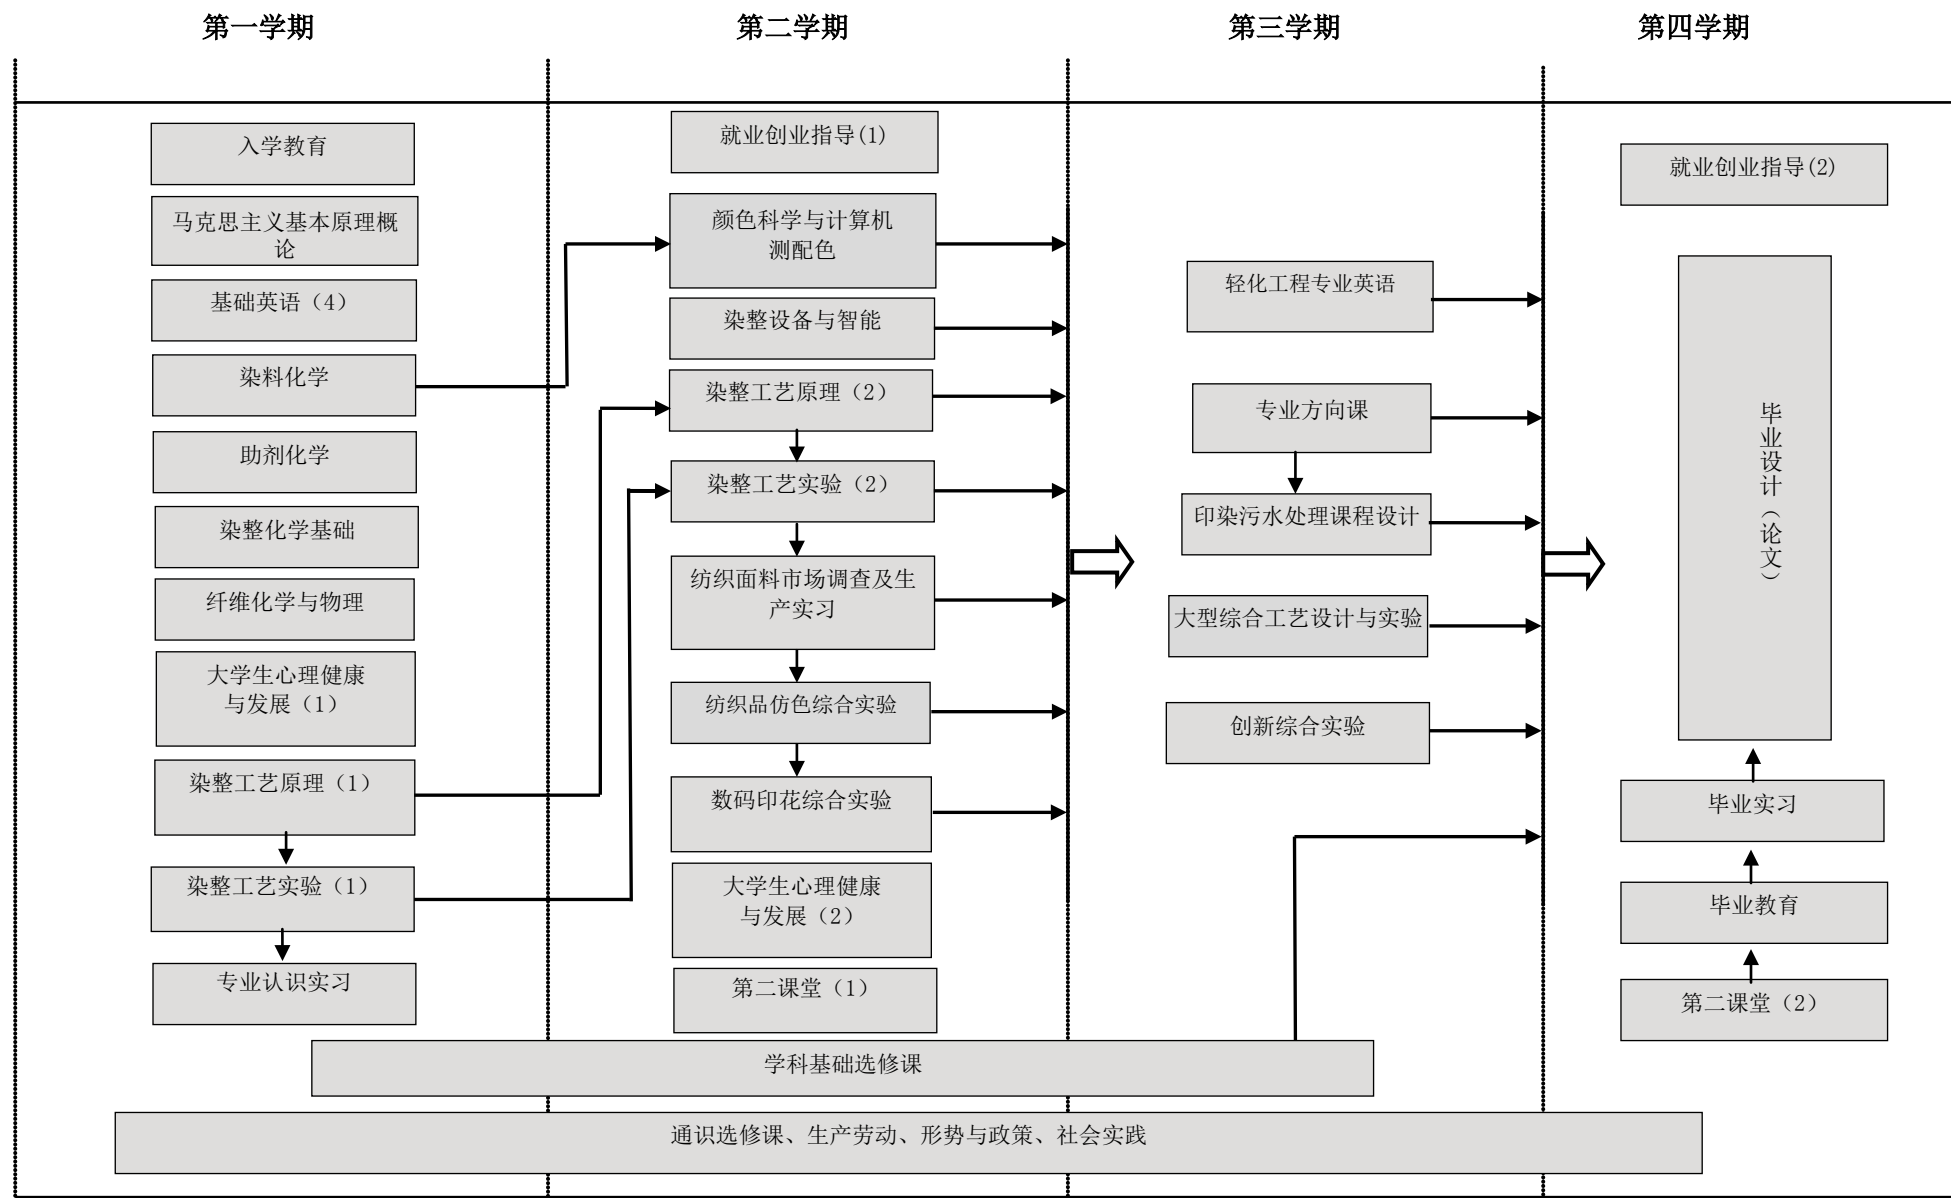 第一学期
第二学期
第三学期
第四学期
入学教育
马克思主义基本原理概
论
基础英语（4）
染料化学
助剂化学
染整化学基础
纤维化学与物理
大学生心理健康
与发展（1）
染整工艺原理（1）
染整工艺实验（1）
专业认识实习
就业创业指导(1)
颜色科学与计算机
测配色
染整设备与智能
染整工艺原理（2）
染整工艺实验（2）
纺织面料市场调查及生
产实习
纺织品仿色综合实验
数码印花综合实验
大学生心理健康
与发展（2）
第二课堂（1）
轻化工程专业英语
专业方向课
印染污水处理课程设计
大型综合工艺设计与实验
创新综合实验
就业创业指导(2)
毕业设计（论文）
毕业实习
毕业教育
第二课堂（2）
学科基础选修课
通识选修课、生产劳动、形势与政策、社会实践